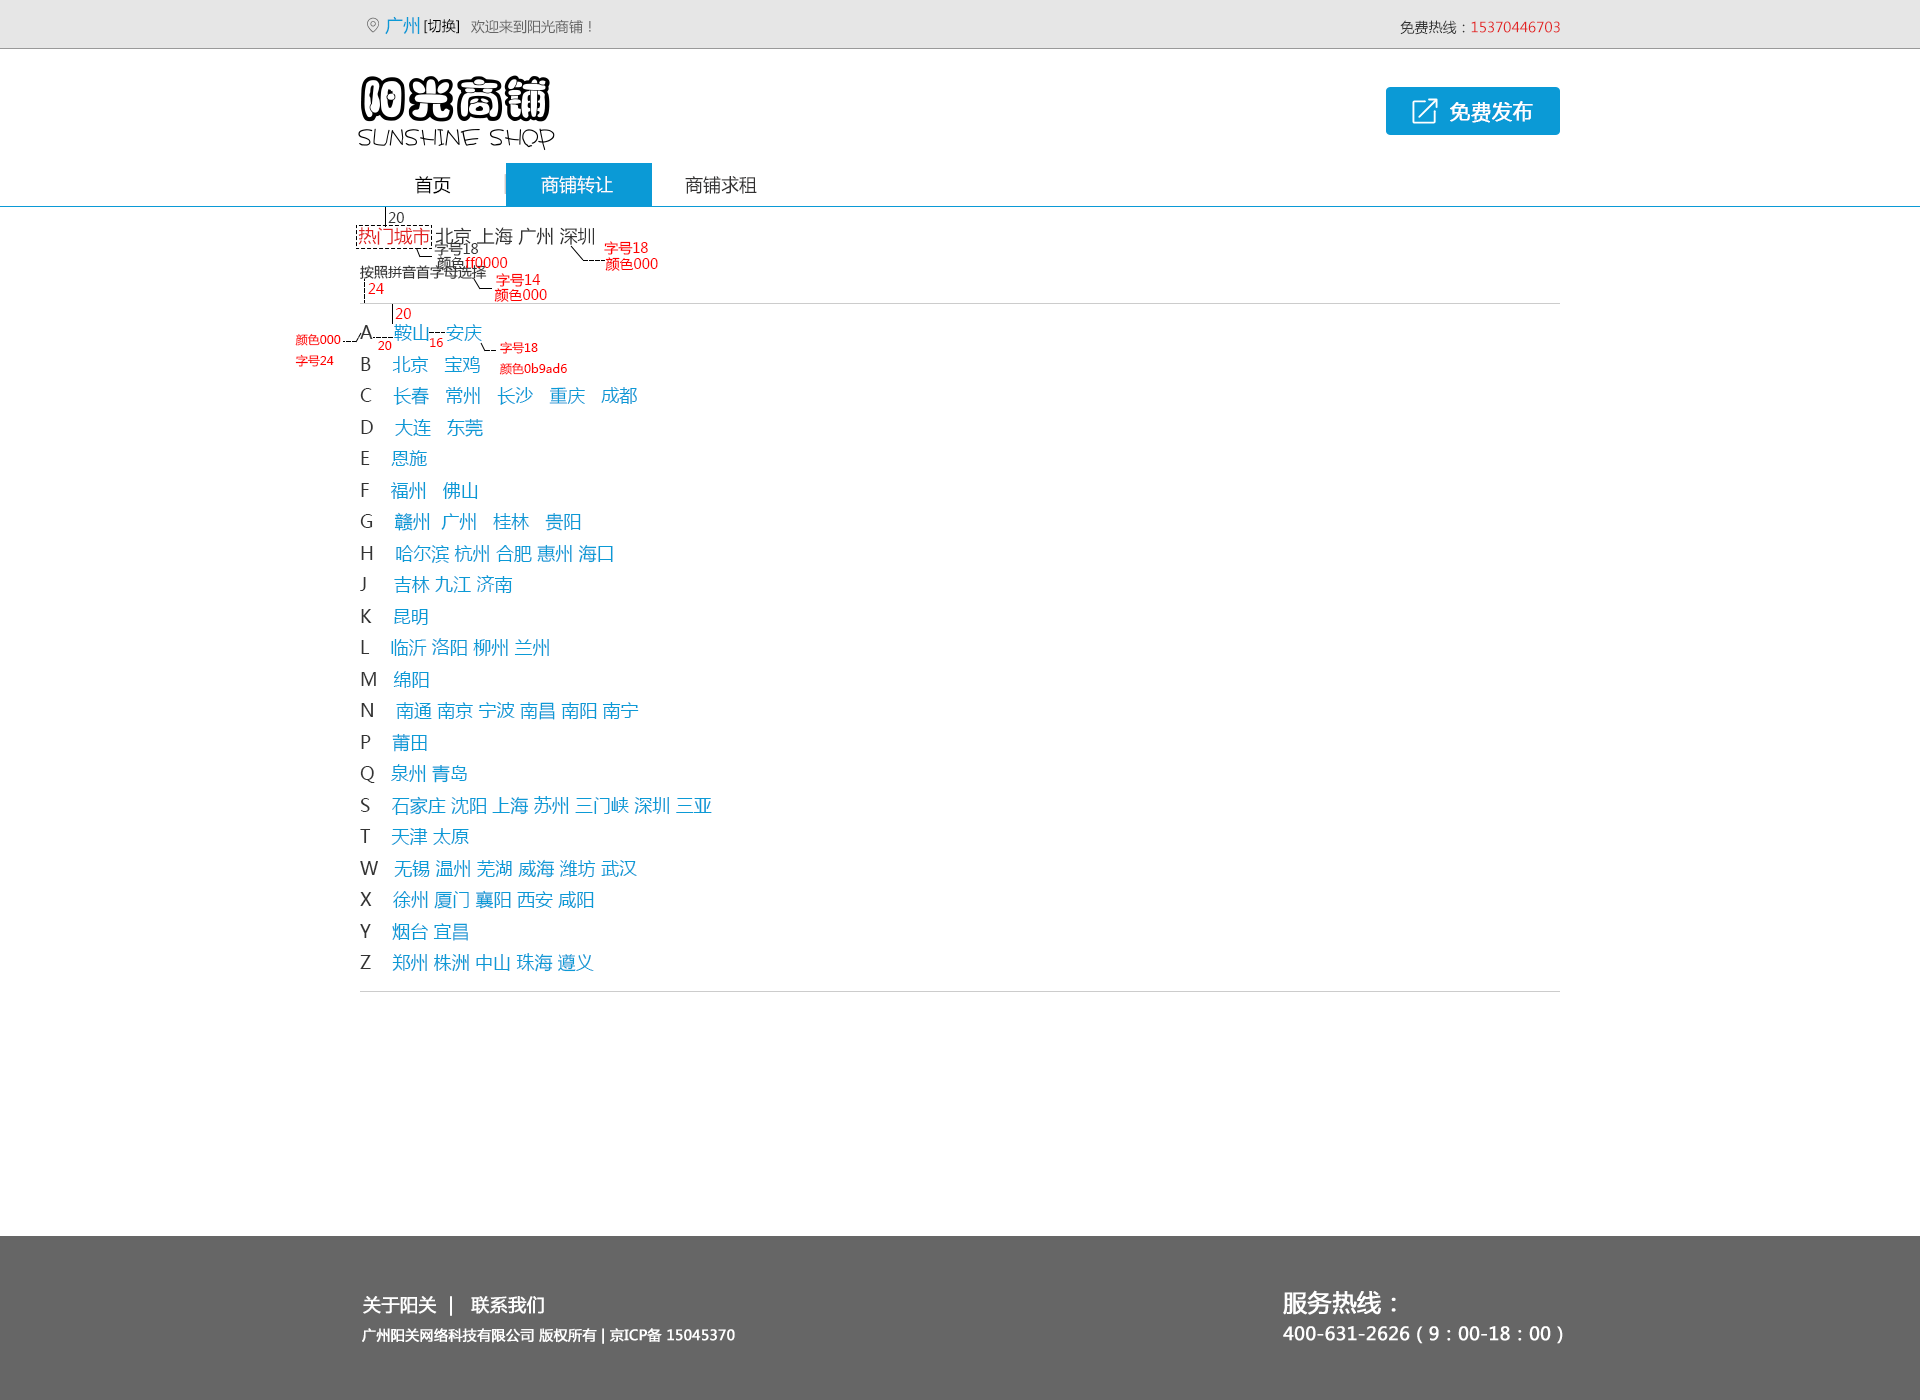 广州 [切换] 欢迎来到阳光商铺！ 免费热线：15370446703
阳光商铺
SUNSHINE SHOP
免费发布
首页 商铺转让 商铺求租
20
热门城市 北京 上海 广州 深圳
字号18 字号18
颜色ff0000 颜色000
按照拼音首字母选择 字号14
24 颜色000
20
A 鞍山 安庆
颜色000 20 16 字号18
字号24 颜色0b9ad6
B 北京 宝鸡
C 长春 常州 长沙 重庆 成都
D 大连 东莞
E 恩施
F 福州 佛山
G 赣州 广州 桂林 贵阳
H 哈尔滨 杭州 合肥 惠州 海口
J 吉林 九江 济南
K 昆明
L 临沂 洛阳 柳州 兰州
M 绵阳
N 南通 南京 宁波 南昌 南阳 南宁
P 莆田
Q 泉州 青岛
S 石家庄 沈阳 上海 苏州 三门峡 深圳 三亚
T 天津 太原
W 无锡 温州 芜湖 威海 潍坊 武汉
X 徐州 厦门 襄阳 西安 咸阳
Y 烟台 宜昌
Z 郑州 株洲 中山 珠海 遵义
关于阳关 | 联系我们
广州阳关网络科技有限公司 版权所有 | 京ICP备 15045370
服务热线：
400-631-2626（9：00-18：00）